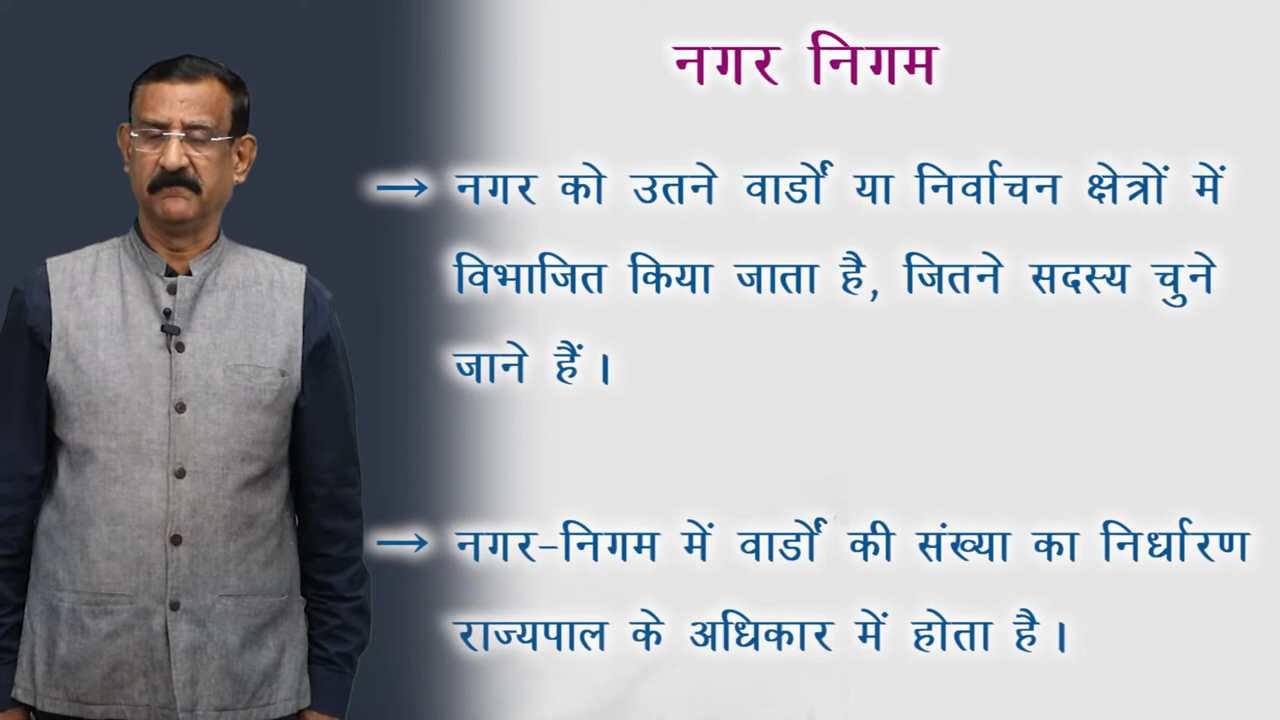 नगर निगम
→ नगर को उतने वार्डों या निर्वाचन क्षेत्रों में
विभाजित किया जाता है, जितने सदस्य चुने
जाने हैं।
→ नगर-निगम में वार्डों की संख्या का निर्धारण
राज्यपाल के अधिकार में होता है।